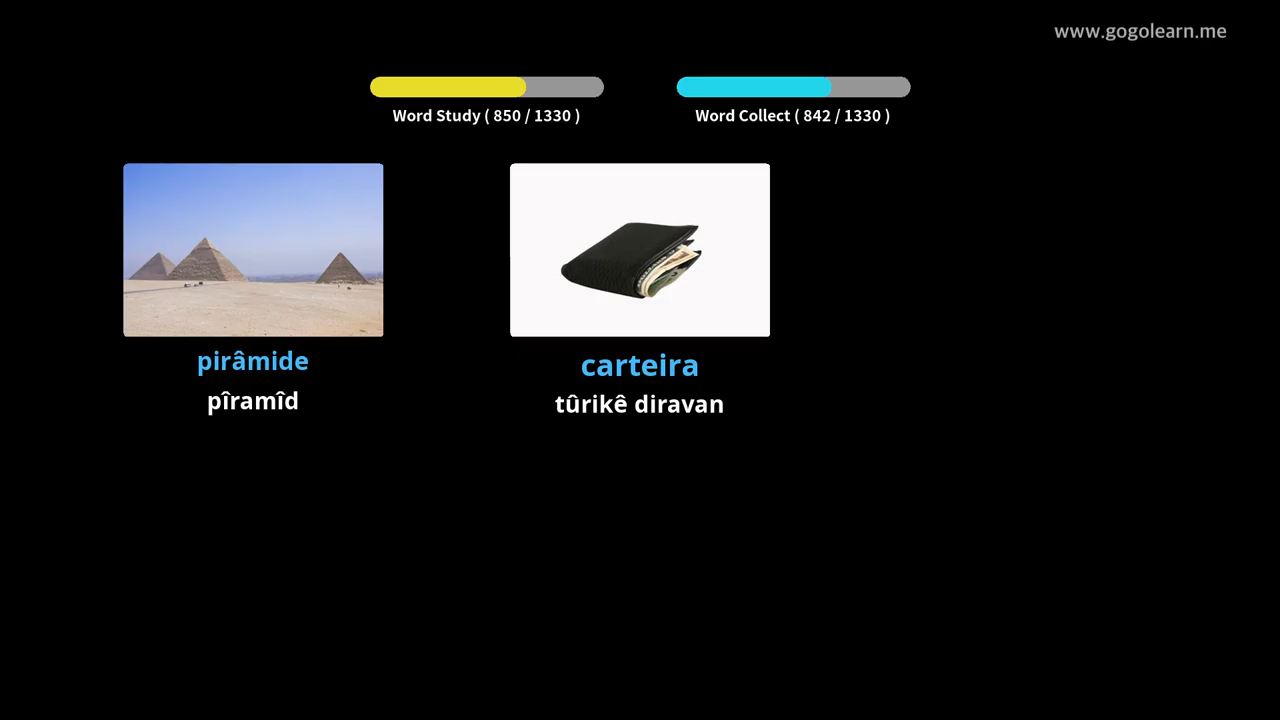 www.gogolearn.me
Word Study ( 850 / 1330 )
Word Collect ( 842 / 1330 )
pirâmide
pîramîd
carteira
tûrikê diravan